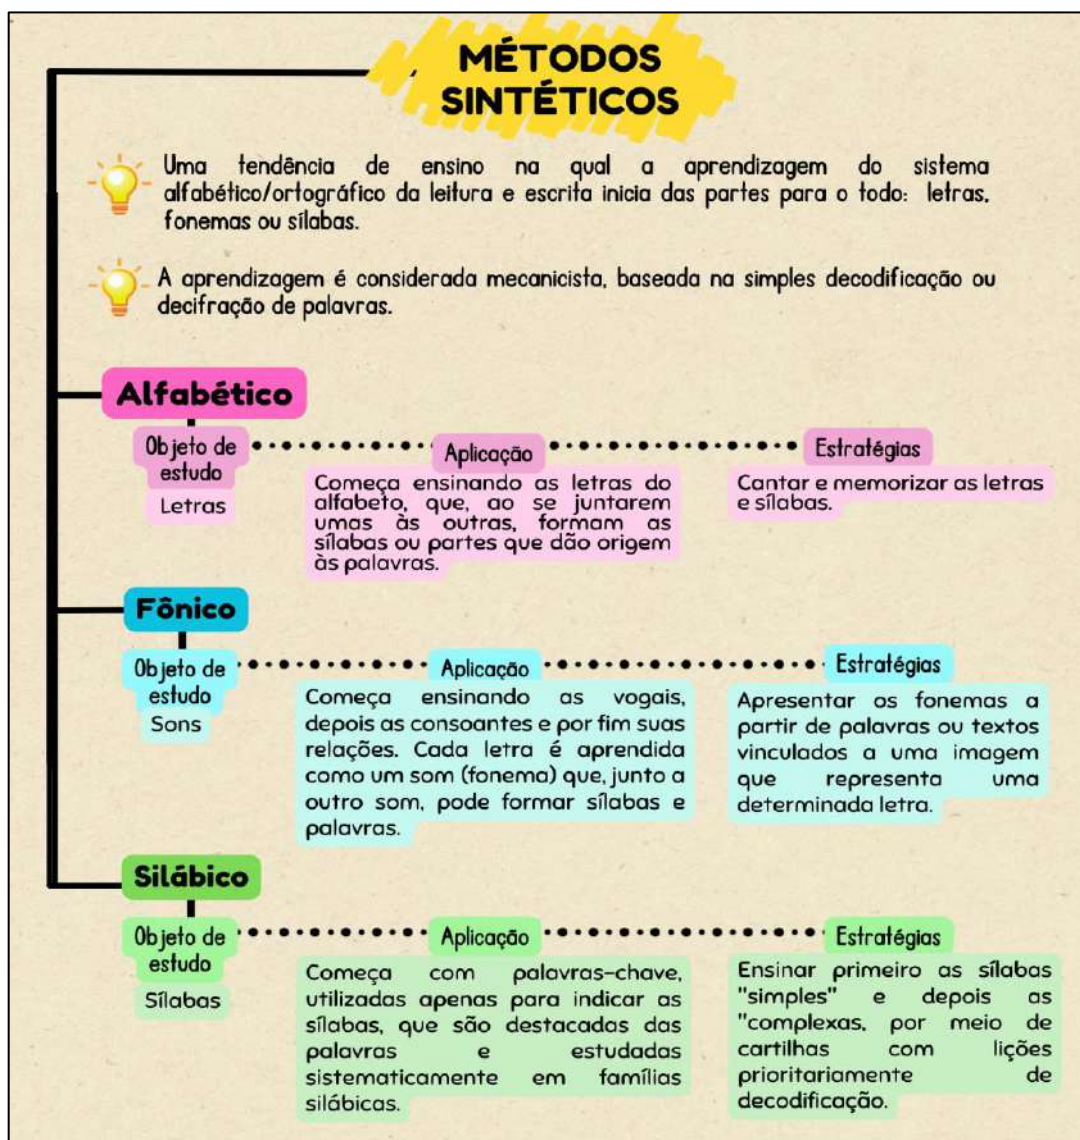 MÉTODOS
SINTÉTICOS
Uma tendência de ensino na qual a aprendizagem do sistema
alfabético/ortográfico da leitura e escrita inicia das partes para o todo: letras,
fonemas ou sílabas.
A aprendizagem é considerada mecanicista, baseada na simples decodificação ou
decifração de palavras.
Alfabético
Objeto de
estudo
Letras
Aplicação
Começa ensinando as letras do
alfabeto, que, ao se juntarem
umas às outras, formam as
sílabas ou partes que dão origem
às palavras.
Estratégias
Cantar e memorizar as letras
e sílabas.
Fônico
Objeto de
estudo
Sons
Aplicação
Começa ensinando as vogais,
depois as consoantes e por fim suas
relações. Cada letra é aprendida
como um som (fonema) que, junto a
outro som, pode formar sílabas e
palavras.
Estratégias
Apresentar os fonemas a
partir de palavras ou textos
vinculados a uma imagem
que representa uma
determinada letra.
Silábico
Objeto de
estudo
Sílabas
Aplicação
Começa com palavras-chave,
utilizadas apenas para indicar as
sílabas, que são destacadas das
palavras e estudadas
sistematicamente em famílias
silábicas.
Estratégias
Ensinar primeiro as sílabas
"simples" e depois as
"complexas, por meio de
cartilhas com lições
prioritariamente de
decodificação.